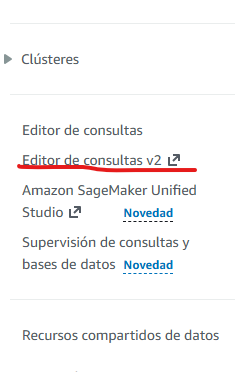 Clústeres
Editor de consultas
Editor de consultas v2
Amazon SageMaker Unified
Studio Novedad
Supervisión de consultas y
bases de datos Novedad
Recursos compartidos de datos